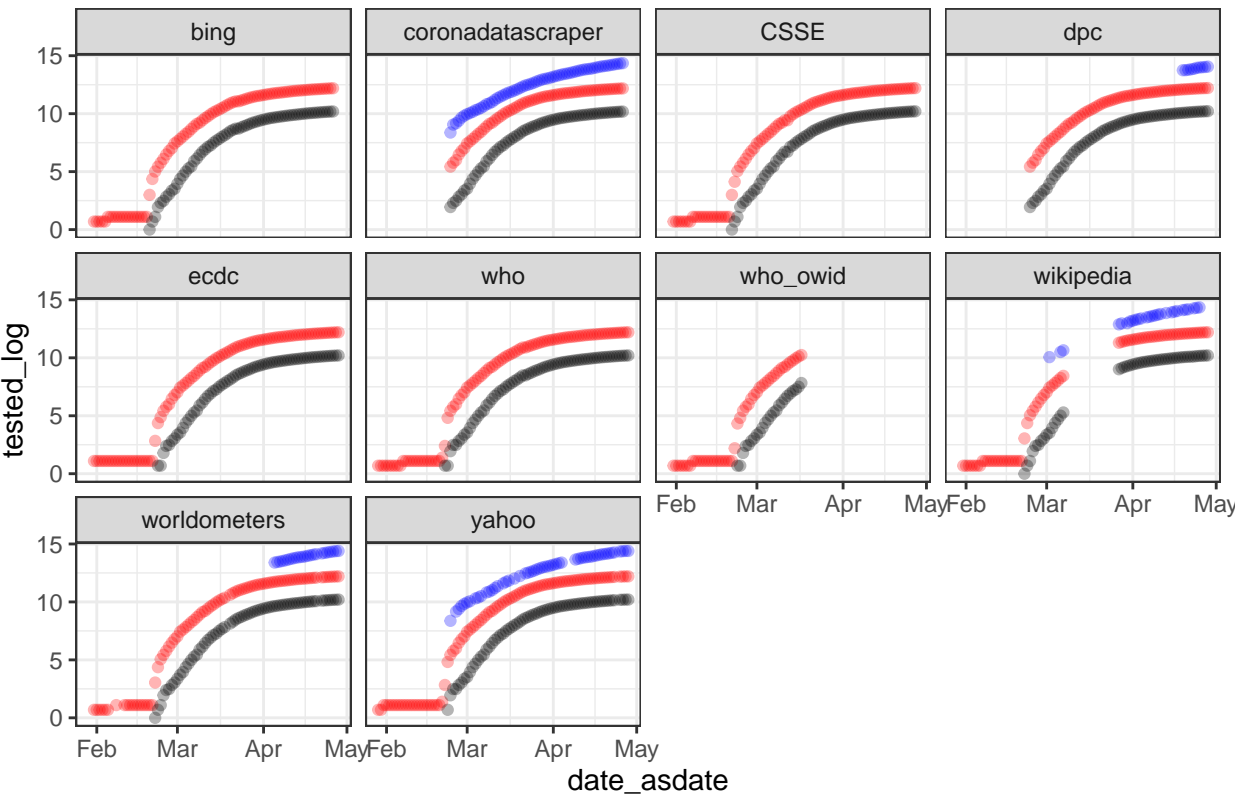 bing coronadatascraper CSSE dpc
15
10
5
0
ecdc who who_owid wikipedia
15
10
5
0
tested_log
Feb Mar Apr May Feb Mar Apr May
worldometers yahoo
15
10
5
0
Feb Mar Apr May Feb Mar Apr May
date_asdate